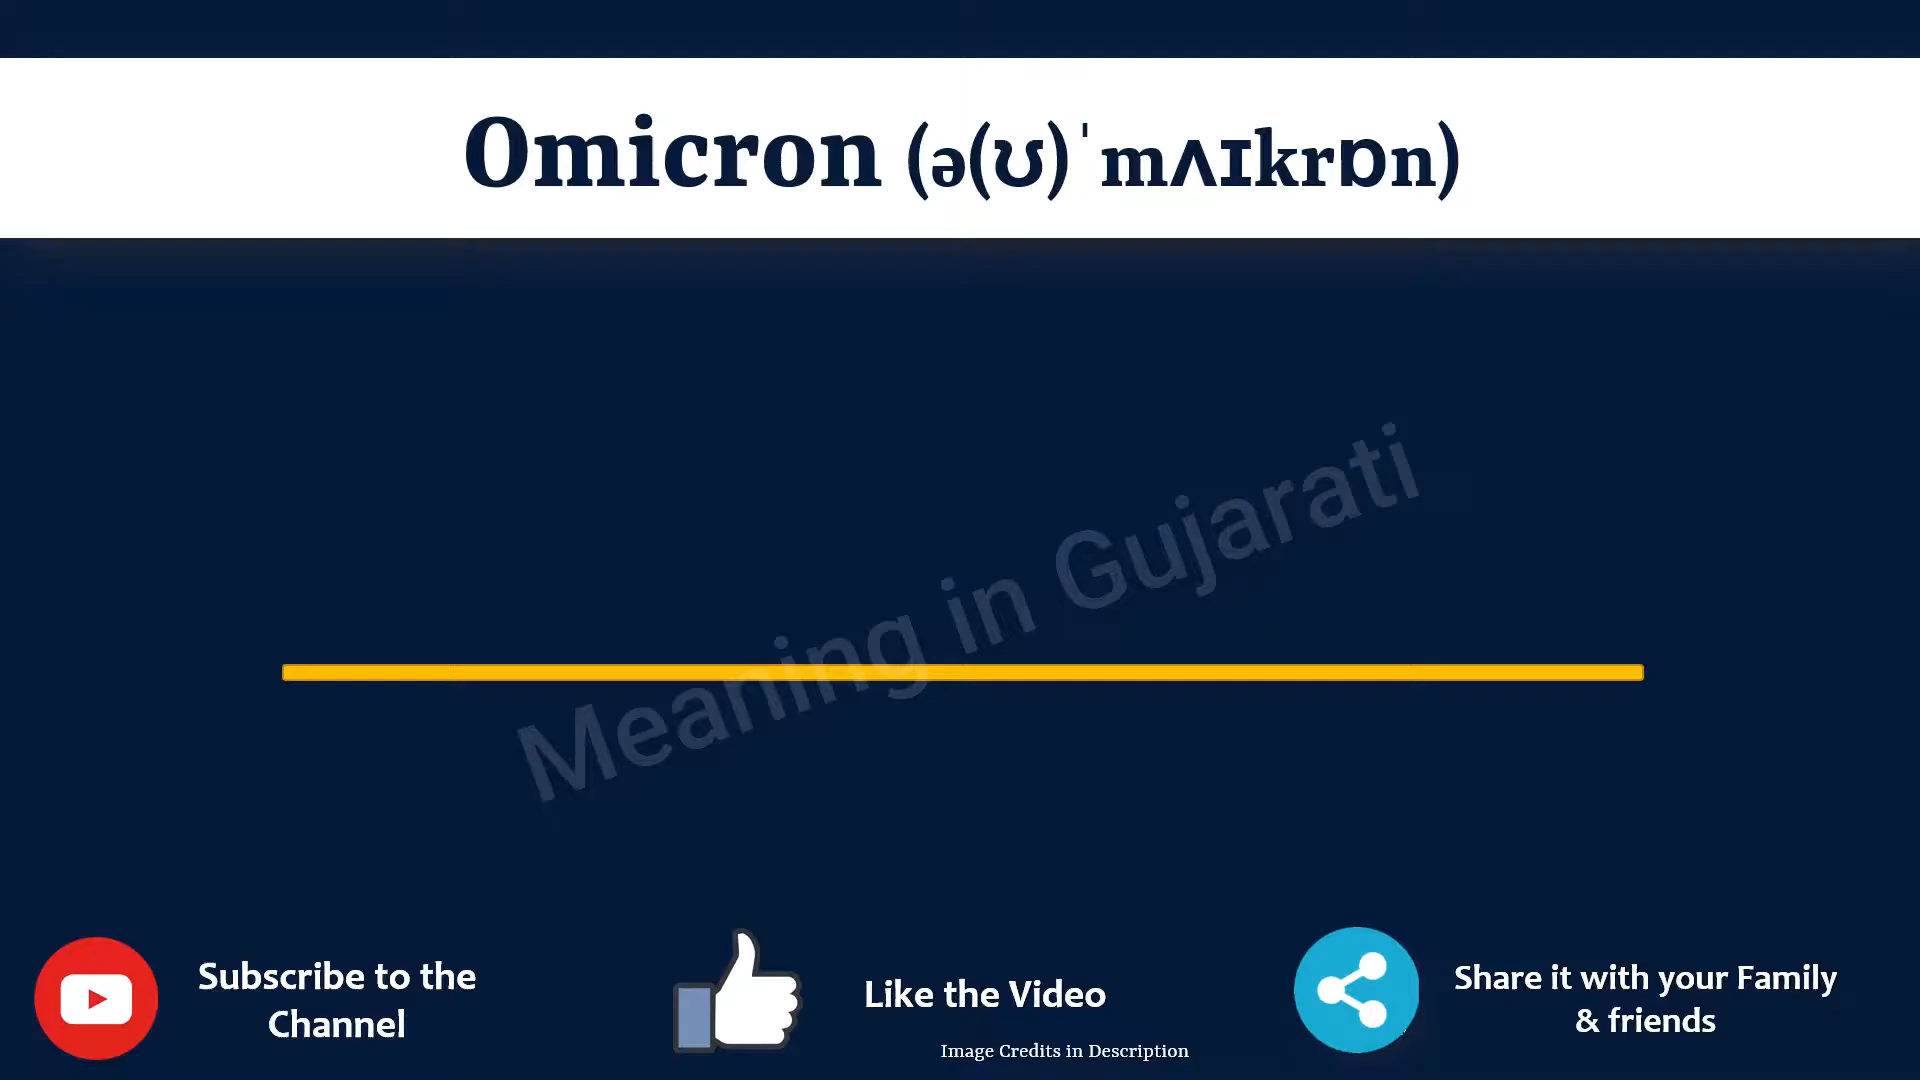 Omicron (ə(ʊ)ˈmʌɪkrɒn)
Meaning in Gujarati
Subscribe to the
Channel
Like the Video
Share it with your Family
& friends
Image Credits in Description